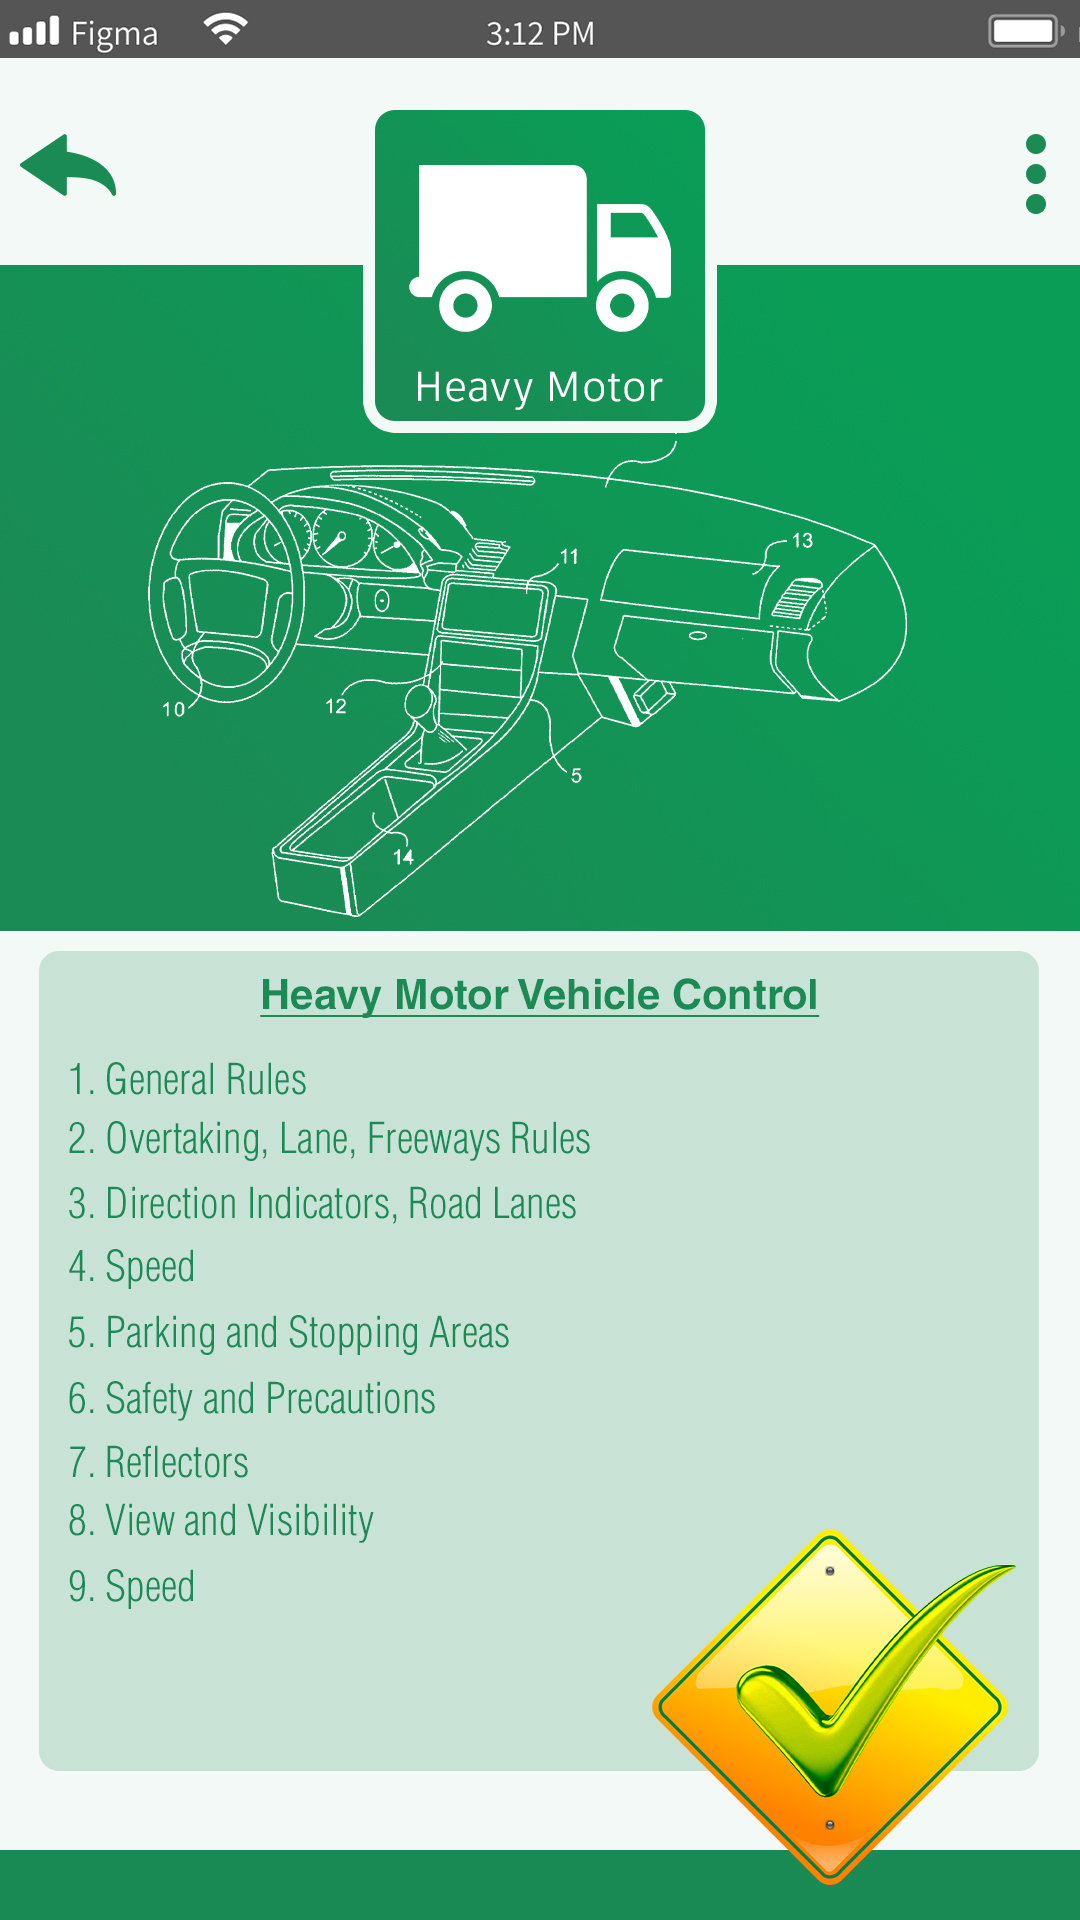 Figma
3:12 PM
Heavy Motor
13
11
10
12
5
14
Heavy Motor Vehicle Control
1. General Rules
2. Overtaking, Lane, Freeways Rules
3. Direction Indicators, Road Lanes
4. Speed
5. Parking and Stopping Areas
6. Safety and Precautions
7. Reflectors
8. View and Visibility
9. Speed